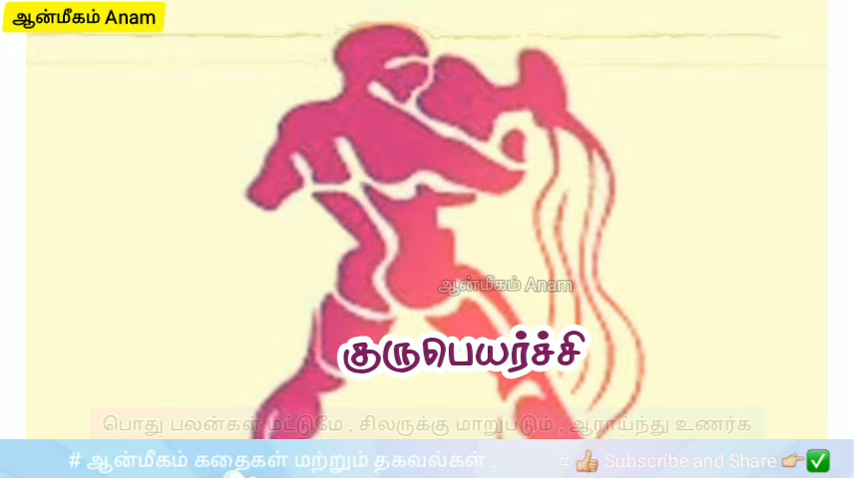 ஆன்மீகம் Anam
ஆன்மீகம் Anam
குருபெயர்ச்சி
பொது பலன்கள் மட்டுமே , சிலருக்கு மாறுபடும் , ஆராய்ந்து உணர்க
# ஆன்மீகம் கதைகள் மற்றும் தகவல்கள் . = 👍 Subscribe and Share 👉 ✅